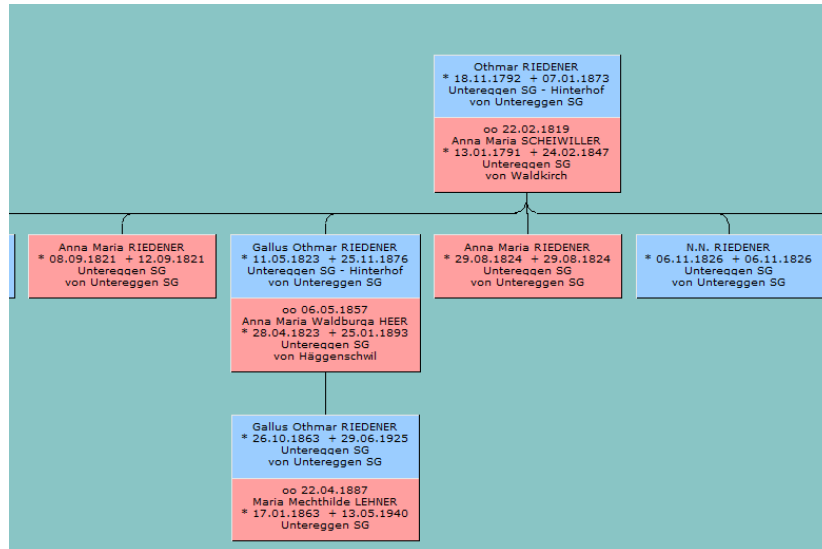 Othmar RIEDENER
* 18.11.1792 + 07.01.1873
Untereggen SG - Hinterhof
von Untereggen SG
oo 22.02.1819
Anna Maria SCHEIWILLER
* 13.01.1791 + 24.02.1847
Untereggen SG
von Waldkirch
Anna Maria RIEDENER
* 08.09.1821 + 12.09.1821
Untereggen SG
von Untereggen SG
Gallus Othmar RIEDENER
* 11.05.1823 + 25.11.1876
Untereggen SG - Hinterhof
von Untereggen SG
oo 06.05.1857
Anna Maria Waldburga HEER
* 28.04.1823 + 25.01.1893
Untereggen SG
von Häggenschwil
Anna Maria RIEDENER
* 29.08.1824 + 29.08.1824
Untereggen SG
von Untereggen SG
N.N. RIEDENER
* 06.11.1826 + 06.11.1826
Untereggen SG
von Untereggen SG
Gallus Othmar RIEDENER
* 26.10.1863 + 29.06.1925
Untereggen SG
von Untereggen SG
oo 22.04.1887
Maria Mechthilde LEHNER
* 17.01.1863 + 13.05.1940
Untereggen SG